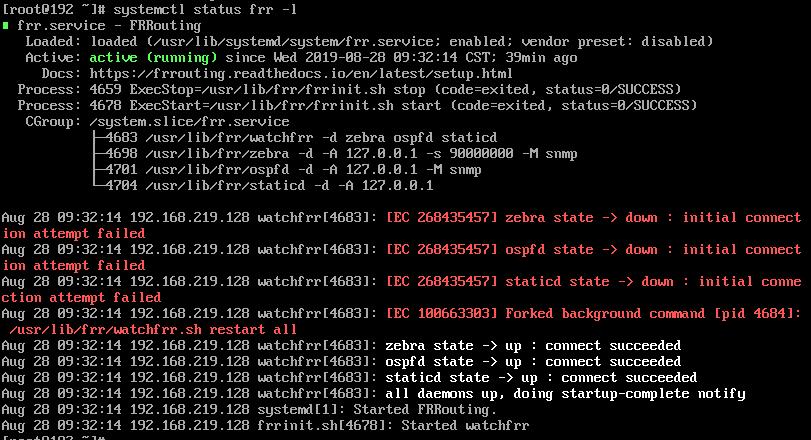 [root@192 ~]# systemctl status frr -l
frr.service - FRRouting
Loaded: loaded (/usr/lib/systemd/system/frr.service; enabled; vendor preset: disabled)
Active: active (running) since Wed 2019-08-28 09:32:14 CST; 39min ago
Docs: https://frrouting.readthedocs.io/en/latest/setup.html
Process: 4659 ExecStop=/usr/lib/frr/frrinit.sh stop (code=exited, status=0/SUCCESS)
Process: 4678 ExecStart=/usr/lib/frr/frrinit.sh start (code=exited, status=0/SUCCESS)
CGroup: /system.slice/frr.service
├─4683 /usr/lib/frr/watchfrr -d zebra ospfd staticd
├─4698 /usr/lib/frr/zebra -d -A 127.0.0.1 -s 90000000 -M snmp
├─4701 /usr/lib/frr/ospfd -d -A 127.0.0.1 -M snmp
└─4704 /usr/lib/frr/staticd -d -A 127.0.0.1
Aug 28 09:32:14 192.168.219.128 watchfrr[4683]: [EC 268435457] zebra state -> down : initial connect
ion attempt failed
Aug 28 09:32:14 192.168.219.128 watchfrr[4683]: [EC 268435457] ospfd state -> down : initial connect
ion attempt failed
Aug 28 09:32:14 192.168.219.128 watchfrr[4683]: [EC 268435457] staticd state -> down : initial conne
ction attempt failed
Aug 28 09:32:14 192.168.219.128 watchfrr[4683]: [EC 100663303] Forked background command [pid 4684]:
/usr/lib/frr/watchfrr.sh restart all
Aug 28 09:32:14 192.168.219.128 watchfrr[4683]: zebra state -> up : connect succeeded
Aug 28 09:32:14 192.168.219.128 watchfrr[4683]: ospfd state -> up : connect succeeded
Aug 28 09:32:14 192.168.219.128 watchfrr[4683]: staticd state -> up : connect succeeded
Aug 28 09:32:14 192.168.219.128 watchfrr[4683]: all daemons up, doing startup-complete notify
Aug 28 09:32:14 192.168.219.128 systemd[1]: Started FRRouting.
Aug 28 09:32:14 192.168.219.128 frrinit.sh[4678]: Started watchfrr
[root@192 ~]#